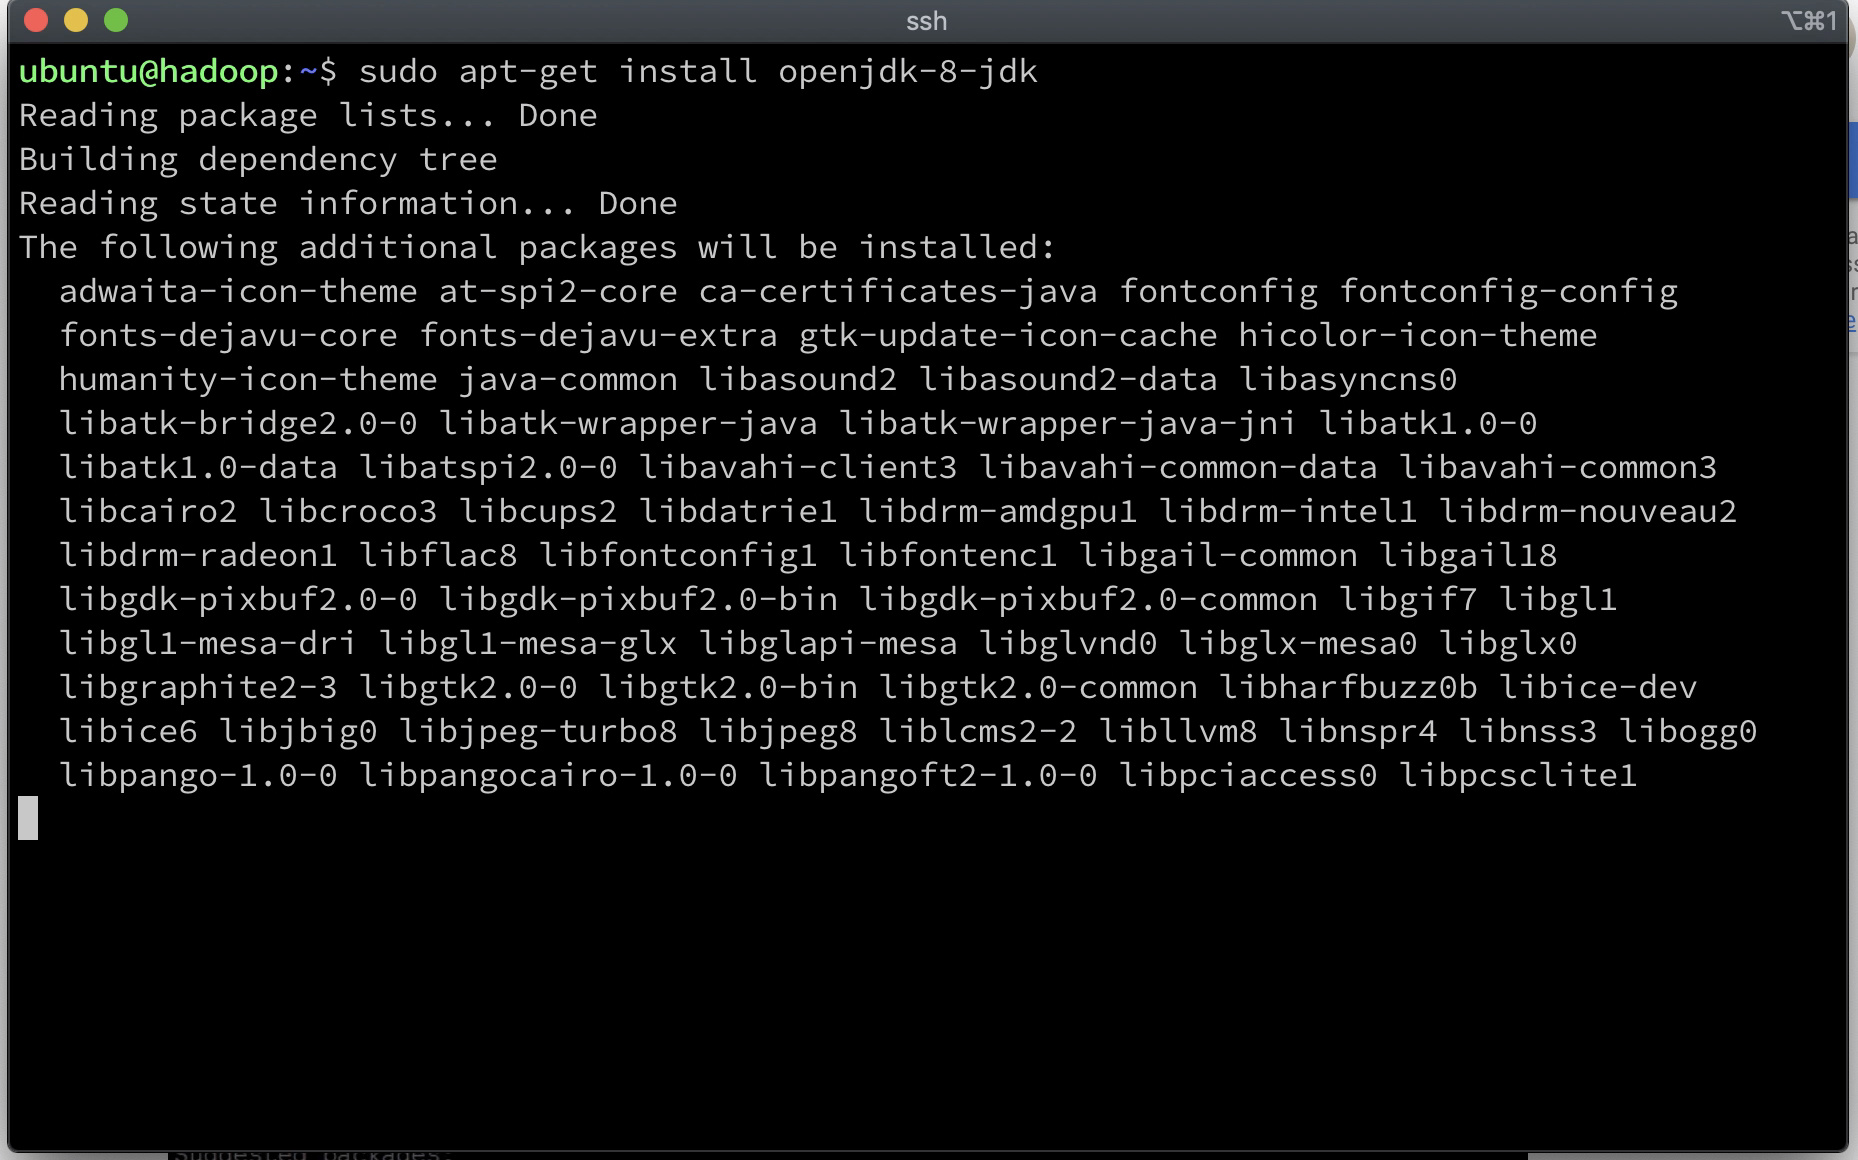 ssh
⌥⌘1
ubuntu@hadoop:~$ sudo apt-get install openjdk-8-jdk
Reading package lists... Done
Building dependency tree
Reading state information... Done
The following additional packages will be installed:
  adwaita-icon-theme at-spi2-core ca-certificates-java fontconfig fontconfig-config
  fonts-dejavu-core fonts-dejavu-extra gtk-update-icon-cache hicolor-icon-theme
  humanity-icon-theme java-common libasound2 libasound2-data libasyncns0
  libatk-bridge2.0-0 libatk-wrapper-java libatk-wrapper-java-jni libatk1.0-0
  libatk1.0-data libatspi2.0-0 libavahi-client3 libavahi-common-data libavahi-common3
  libcairo2 libcroco3 libcups2 libdatrie1 libdrm-amdgpu1 libdrm-intel1 libdrm-nouveau2
  libdrm-radeon1 libflac8 libfontconfig1 libfontenc1 libgail-common libgail18
  libgdk-pixbuf2.0-0 libgdk-pixbuf2.0-bin libgdk-pixbuf2.0-common libgif7 libgl1
  libgl1-mesa-dri libgl1-mesa-glx libglapi-mesa libglvnd0 libglx-mesa0 libglx0
  libgraphite2-3 libgtk2.0-0 libgtk2.0-bin libgtk2.0-common libharfbuzz0b libice-dev
  libice6 libjbig0 libjpeg-turbo8 libjpeg8 liblcms2-2 libllvm8 libnspr4 libnss3 libogg0
  libpango-1.0-0 libpangocairo-1.0-0 libpangoft2-1.0-0 libpciaccess0 libpcsclite1
Suggested packages: